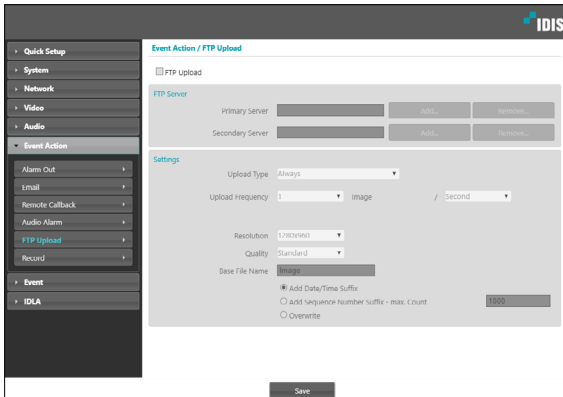 IDIS
Quick Setup
System
Network
Video
Audio
Event Action
Alarm Out
Email
Remote Callback
Audio Alarm
FTP Upload
Record
Event
IDLA
Event Action / FTP Upload
FTP Upload
FTP Server
Primary Server Add... Remove...
Secondary Server Add... Remove...
Settings
Upload Type Always
Upload Frequency 1 Image / Second
Resolution 1280x960
Quality Standard
Base File Name Image
Add Date/Time Suffix
Add Sequence Number Suffix - max. Count 1000
Overwrite
Save